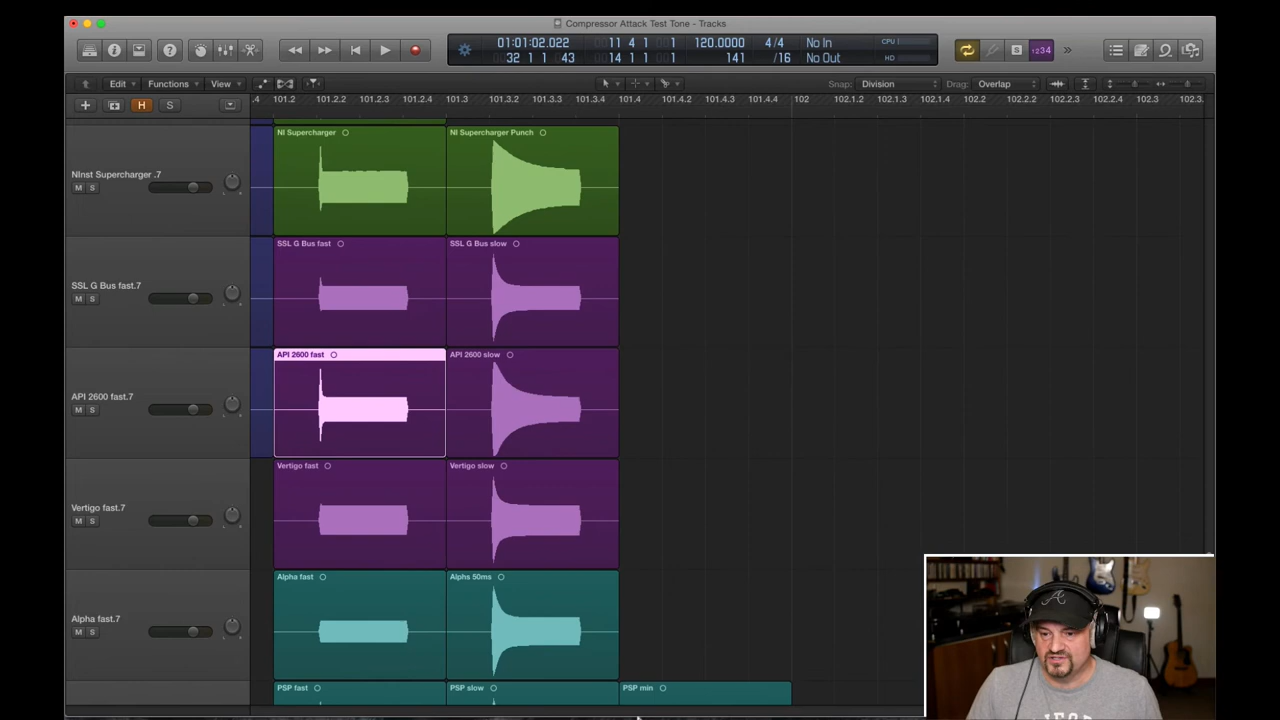 Compressor Attack Test Tone - Tracks
01:01:02.022
32 1 1 43
11 4 1 1
14 1 1 1
120.0000
141
4/4
/16
No In
No Out
CPU
HD
1234
Edit
Functions
View
Snap: Division
Drag: Overlap
H
S
.4
101.2
101.2.2
101.2.3
101.2.4
101.3
101.3.2
101.3.3
101.3.4
101.4
101.4.2
101.4.3
101.4.4
102
102.1.2
102.1.3
102.1.4
102.2
102.2.2
102.2.3
102.2.4
102.3
102.3.
NInst Supercharger .7
M S
NI Supercharger
NI Supercharger Punch
SSL G Bus fast.7
M S
SSL G Bus fast
SSL G Bus slow
API 2600 fast.7
M S
API 2600 fast
API 2600 slow
Vertigo fast.7
M S
Vertigo fast
Vertigo slow
Alpha fast.7
M S
Alpha fast
Alphs 50ms
PSP fast
PSP slow
PSP min
A